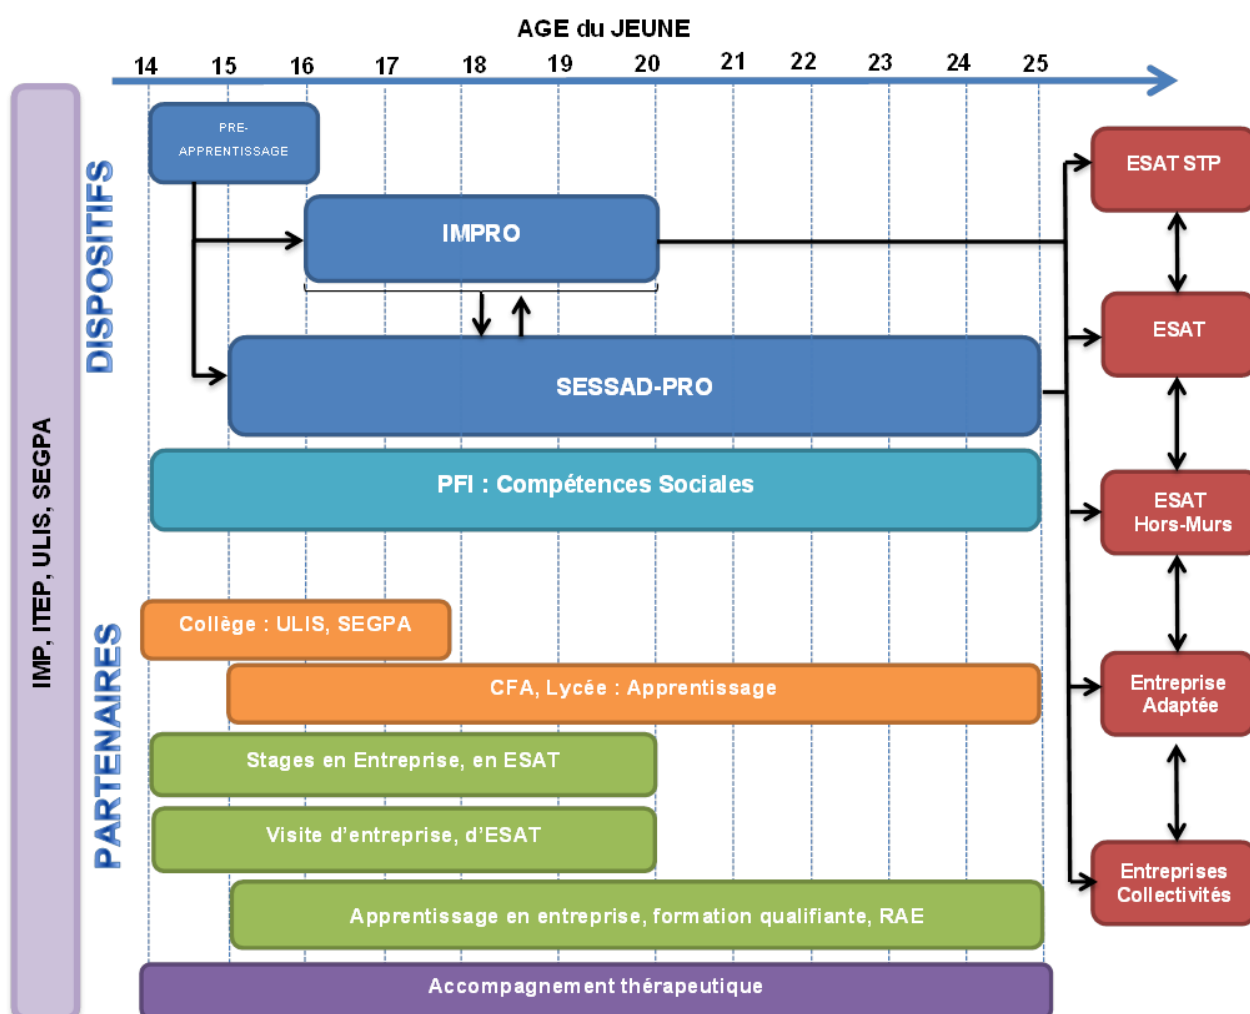 AGE du JEUNE
14 15 16 17 18 19 20 21 22 23 24 25
IMP, ITEP, ULIS, SEGPA
DISPOSITIFS
PRE-
APPRENTISSAGE
IMPRO
SESSAD-PRO
PFI : Compétences Sociales
PARTENAIRES
Collège : ULIS, SEGPA
CFA, Lycée : Apprentissage
Stages en Entreprise, en ESAT
Visite d'entreprise, d'ESAT
Apprentissage en entreprise, formation qualifiante, RAE
Accompagnement thérapeutique
ESAT STP
ESAT
ESAT
Hors-Murs
Entreprise
Adaptée
Entreprises
Collectivités